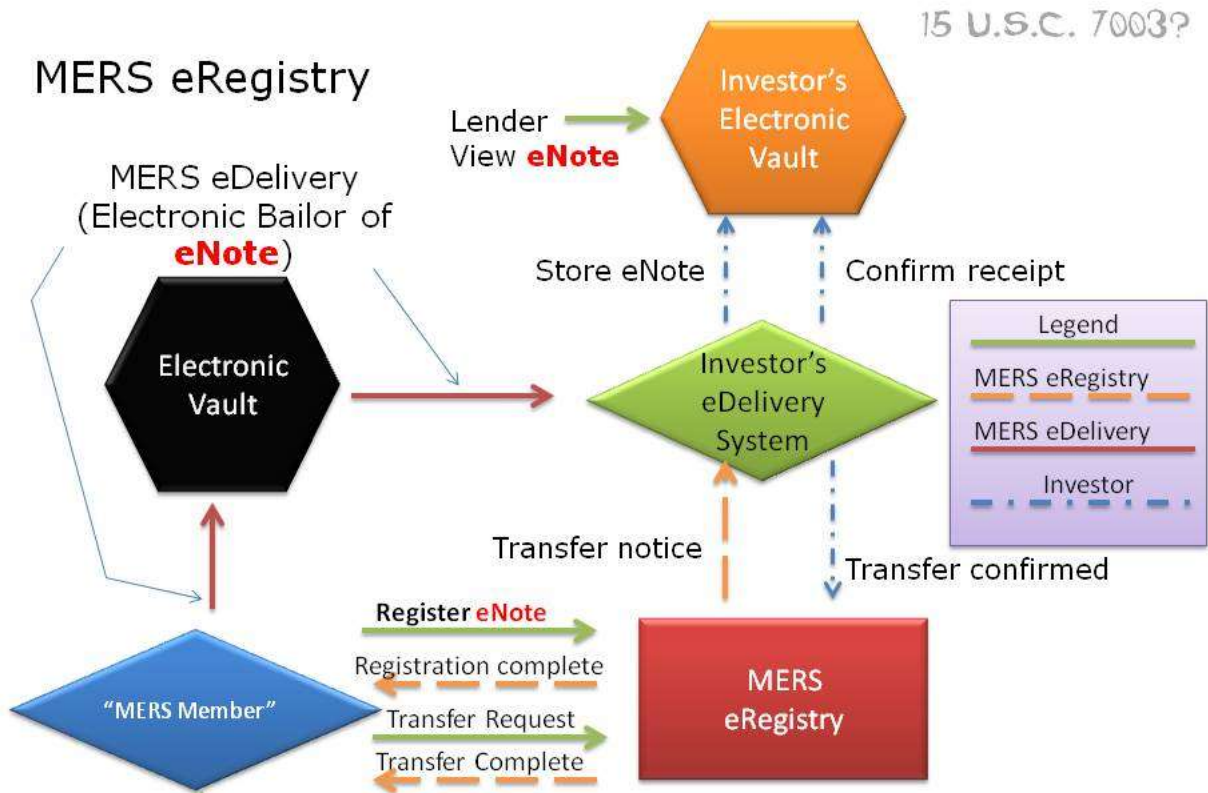 15 U.S.C. 7003?
MERS eRegistry
Investor's
Electronic
Vault
Lender
View eNote
MERS eDelivery
(Electronic Bailor of
eNote)
Store eNote
Confirm receipt
Electronic
Vault
Investor's
eDelivery
System
Legend
MERS eRegistry
MERS eDelivery
Investor
Transfer notice
Transfer confirmed
Register eNote
Registration complete
Transfer Request
Transfer Complete
"MERS Member"
MERS
eRegistry